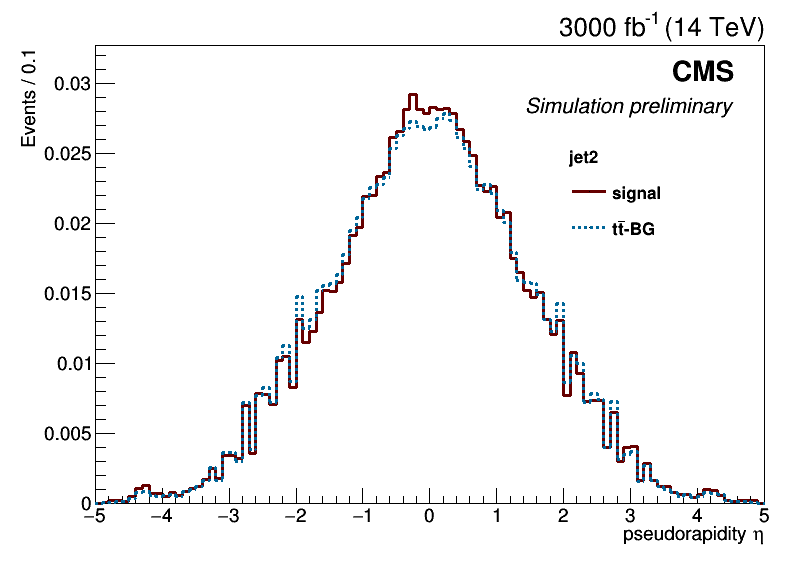 3000 fb⁻¹ (14 TeV)
CMS
Simulation preliminary
Events / 0.1
jet2
signal
tt̄-BG
0.03
0.025
0.02
0.015
0.01
0.005
0
−5 −4 −3 −2 −1 0 1 2 3 4 5
pseudorapidity η